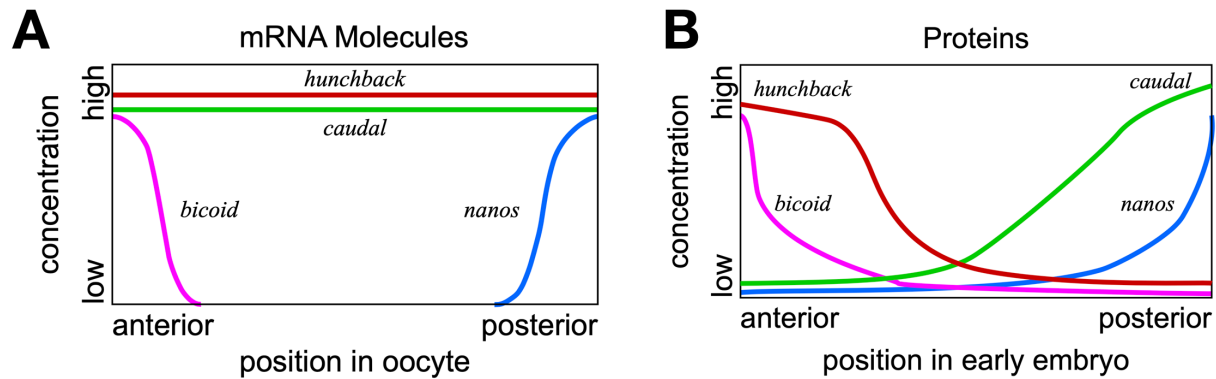 A
mRNA Molecules
concentration
high
low
hunchback
caudal
bicoid
nanos
anterior
posterior
position in oocyte
B
Proteins
concentration
high
low
hunchback
caudal
bicoid
nanos
anterior
posterior
position in early embryo